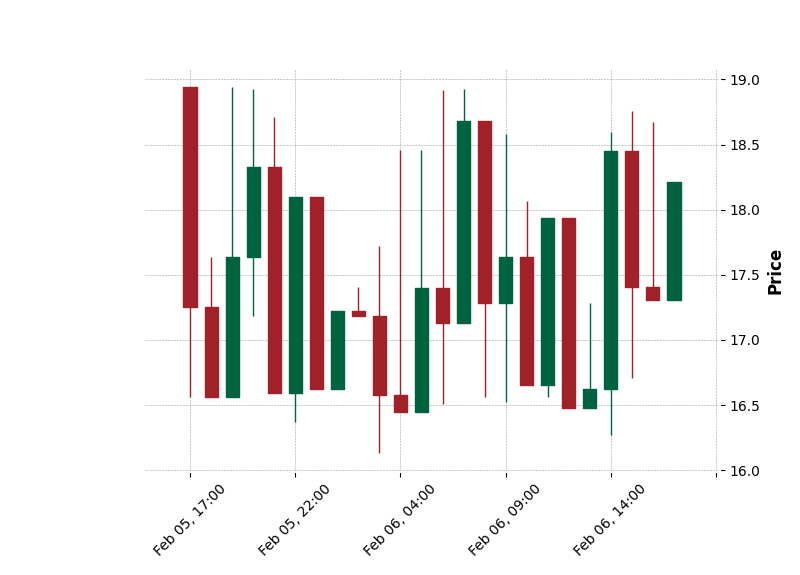 19.0
18.5
18.0
17.5
17.0
16.5
16.0
Price
Feb 05, 17:00
Feb 05, 22:00
Feb 06, 04:00
Feb 06, 09:00
Feb 06, 14:00